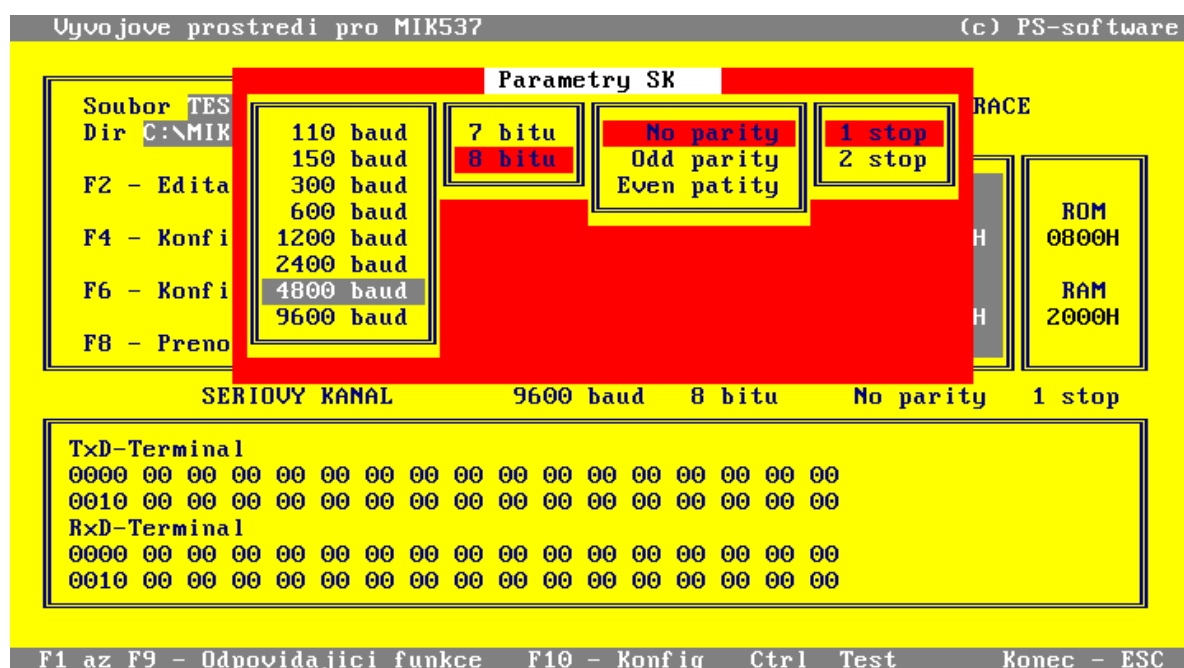 Vyvojove prostredi pro MIK537 (c) PS-software
Parametry SK
Soubor TES RACE
Dir C:\MIK 110 baud 7 bitu No parity 1 stop
150 baud 8 bitu Odd parity 2 stop
F2 - Edita 300 baud Even patity
600 baud ROM
F4 - Konfi 1200 baud H 0800H
2400 baud
F6 - Konfi 4800 baud RAM
9600 baud H 2000H
F8 - Preno
SERIOVY KANAL 9600 baud 8 bitu No parity 1 stop
TxD-Terminal
0000 00 00 00 00 00 00 00 00 00 00 00 00 00 00 00 00
0010 00 00 00 00 00 00 00 00 00 00 00 00 00 00 00 00
RxD-Terminal
0000 00 00 00 00 00 00 00 00 00 00 00 00 00 00 00 00
0010 00 00 00 00 00 00 00 00 00 00 00 00 00 00 00 00
F1 az F9 - Odpovidajici funkce F10 - Konfig Ctrl Test Konec - ESC